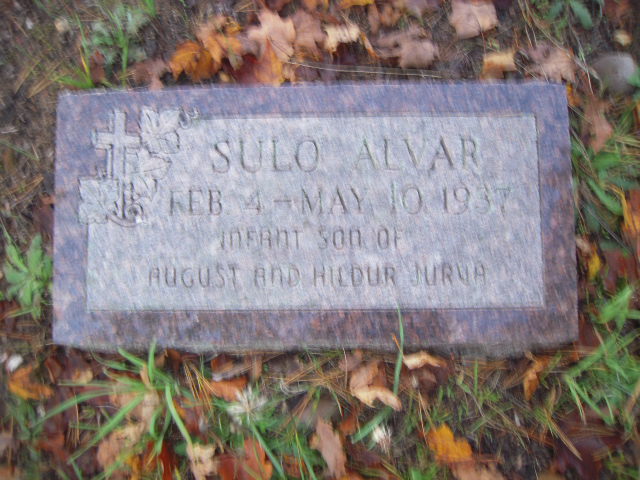 SULO ALVAR
FEB. 4 - MAY 10 1937
INFANT SON OF
AUGUST AND HILDUR JURVA